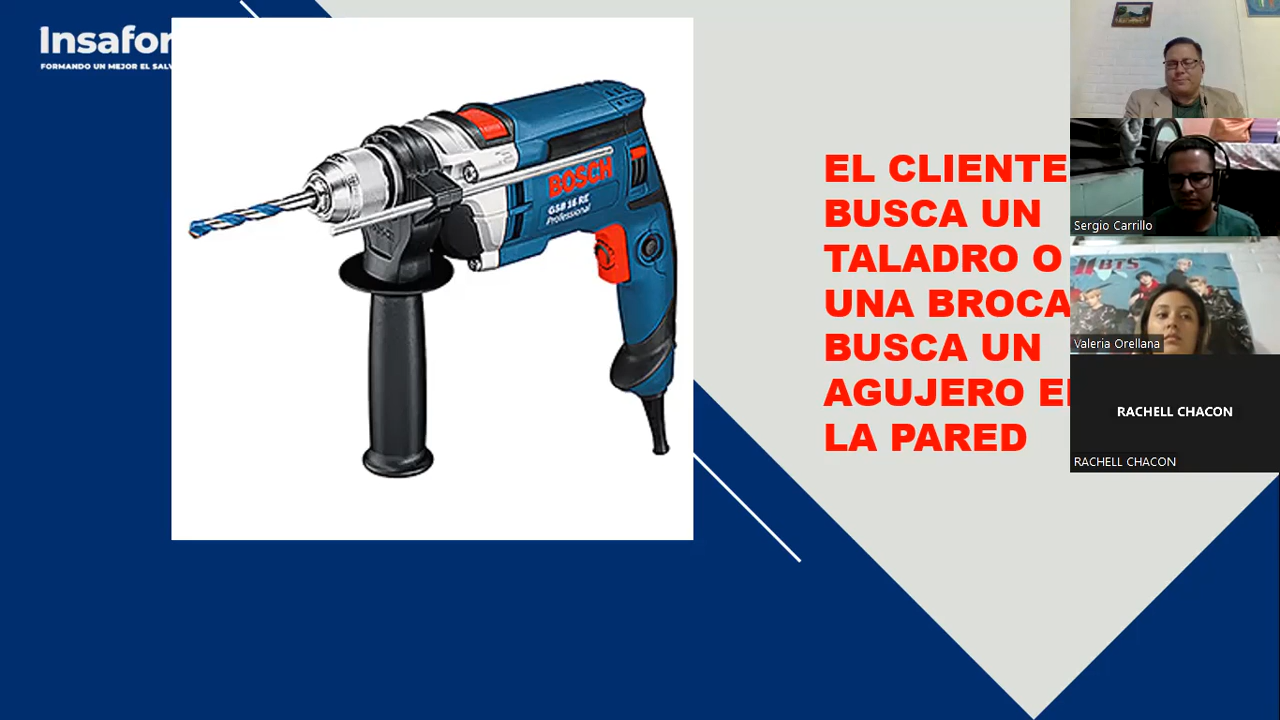 Insafor
FORMANDO UN MEJOR EL SALV
BOSCH
GSB 16 RE
Professional
EL CLIENTE
BUSCA UN
TALADRO O
UNA BROCA
BUSCA UN
AGUJERO E
LA PARED
BTS
Sergio Carrillo
Valeria Orellana
RACHELL CHACON
RACHELL CHACON